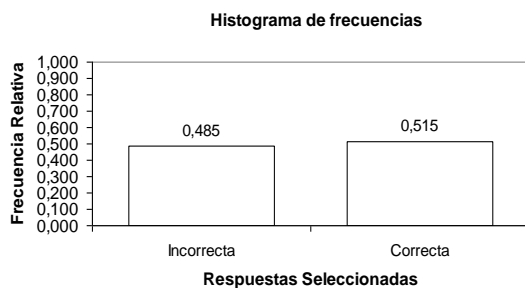 Histograma de frecuencias
Frecuencia Relativa
1,000
0,900
0,800
0,700
0,600
0,500
0,400
0,300
0,200
0,100
0,000
0,485
0,515
Incorrecta
Correcta
Respuestas Seleccionadas